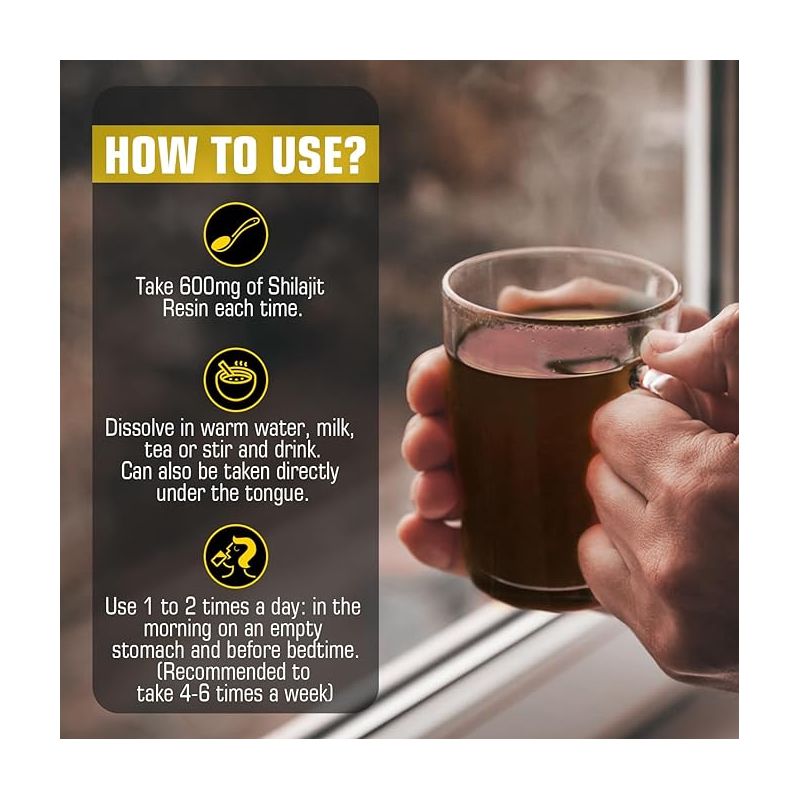 HOW TO USE?
Take 600mg of Shilajit
Resin each time.
Dissolve in warm water, milk,
tea or stir and drink.
Can also be taken directly
under the tongue.
Use 1 to 2 times a day: in the
morning on an empty
stomach and before bedtime.
(Recommended to
take 4-6 times a week)